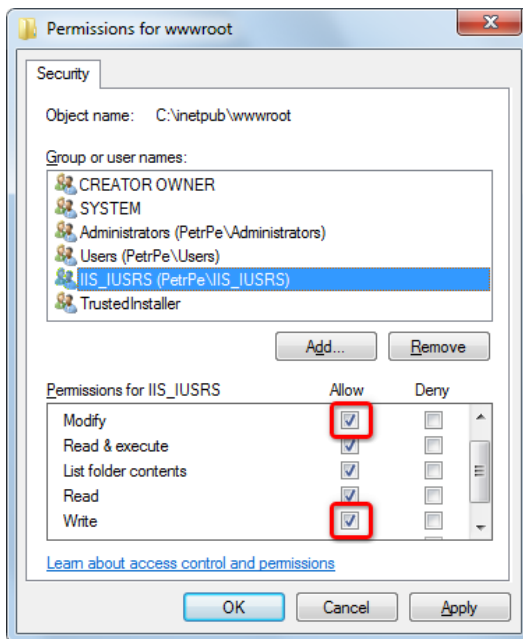 Permissions for wwwroot
Security
Object name: C:\inetpub\wwwroot
Group or user names:
CREATOR OWNER
SYSTEM
Administrators (PetrPe\Administrators)
Users (PetrPe\Users)
IIS_IUSRS (PetrPe\IIS_IUSRS)
TrustedInstaller
Add... Remove
Permissions for IIS_IUSRS Allow Deny
Modify
Read & execute
List folder contents
Read
Write
Learn about access control and permissions
OK Cancel Apply